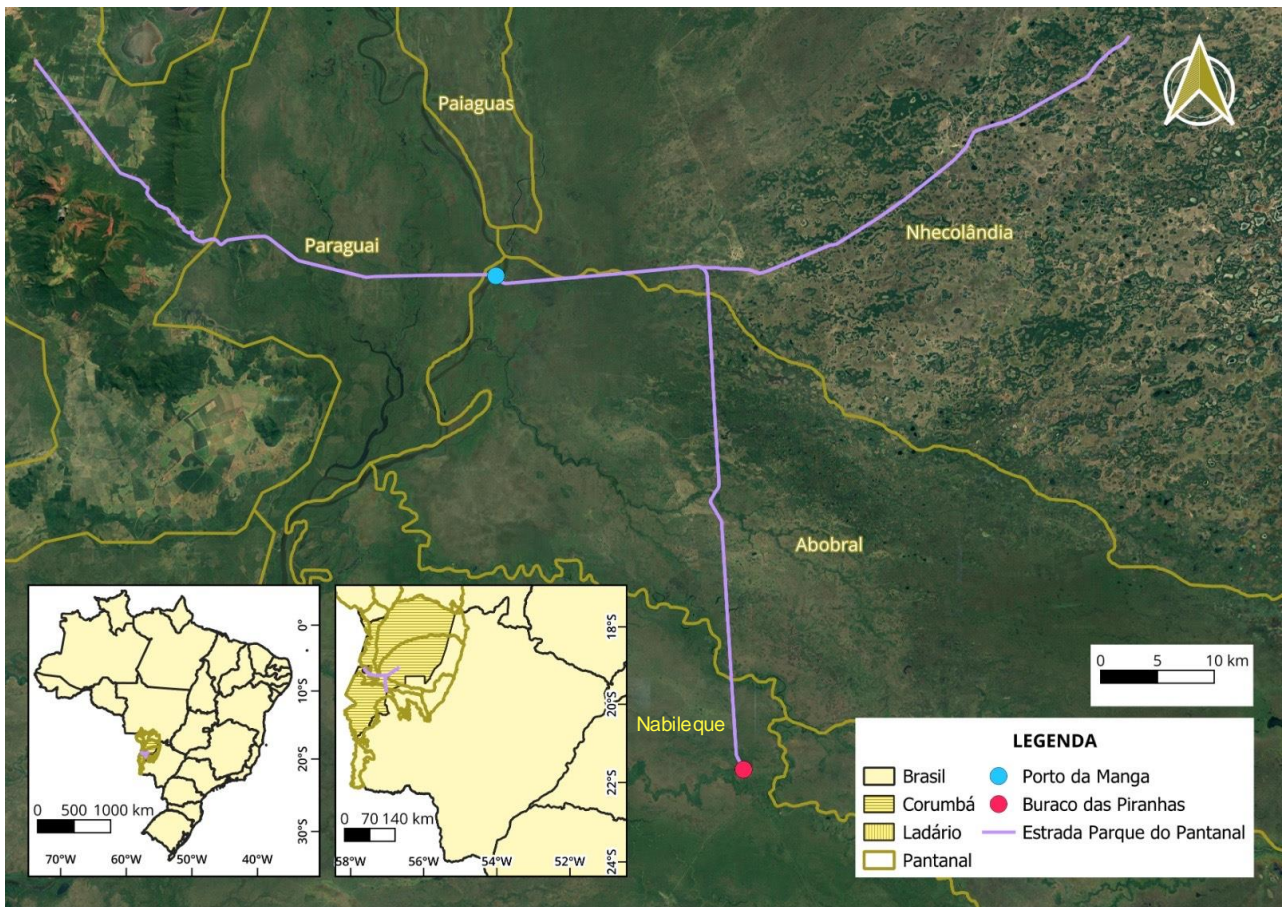 Paiaguas
Paraguai
Nhecolândia
Abobral
Nabileque
0 5 10 km
LEGENDA
Brasil
Corumbá
Ladário
Pantanal
Porto da Manga
Buraco das Piranhas
Estrada Parque do Pantanal
0°
10°S
20°S
30°S
0 500 1000 km
70°W 60°W 50°W 40°W
18°S
20°S
22°S
24°S
0 70 140 km
58°W 56°W 54°W 52°W